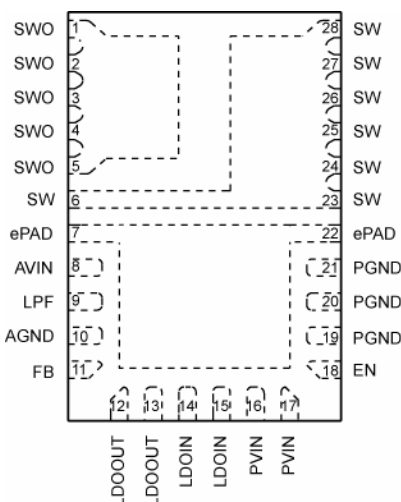 SWO 1 28 SW
SWO 2 27 SW
SWO 3 26 SW
SWO 4 25 SW
SWO 5 24 SW
SW 6 23 SW
ePAD 7 22 ePAD
AVIN 8 21 PGND
LPF 9 20 PGND
AGND 10 19 PGND
FB 11 18 EN
12 13 14 15 16 17
LDOOUT
LDOOUT
LDOIN
LDOIN
PVIN
PVIN